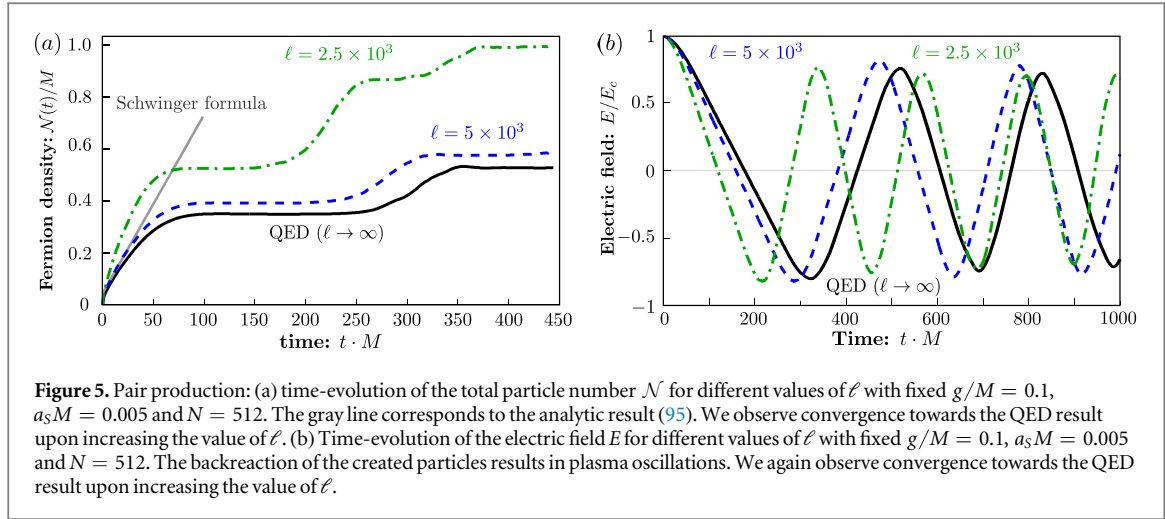 (a)
1.0
0.8
0.6
0.4
0.2
0
Fermion density: 𝒩(t)/M
ℓ = 2.5 × 10³
Schwinger formula
ℓ = 5 × 10³
QED (ℓ → ∞)
0 50 100 150 200 250 300 350 400 450
time: t · M
(b)
1
0.5
0
−0.5
−1
Electric field: E/E_c
ℓ = 5 × 10³ ℓ = 2.5 × 10³
QED (ℓ → ∞)
0 200 400 600 800 1000
Time: t · M
Figure 5. Pair production: (a) time-evolution of the total particle number 𝒩 for different values of ℓ with fixed g/M = 0.1,
a_S M = 0.005 and N = 512. The gray line corresponds to the analytic result (95). We observe convergence towards the QED result
upon increasing the value of ℓ. (b) Time-evolution of the electric field E for different values of ℓ with fixed g/M = 0.1, a_S M = 0.005
and N = 512. The backreaction of the created particles results in plasma oscillations. We again observe convergence towards the QED
result upon increasing the value of ℓ.